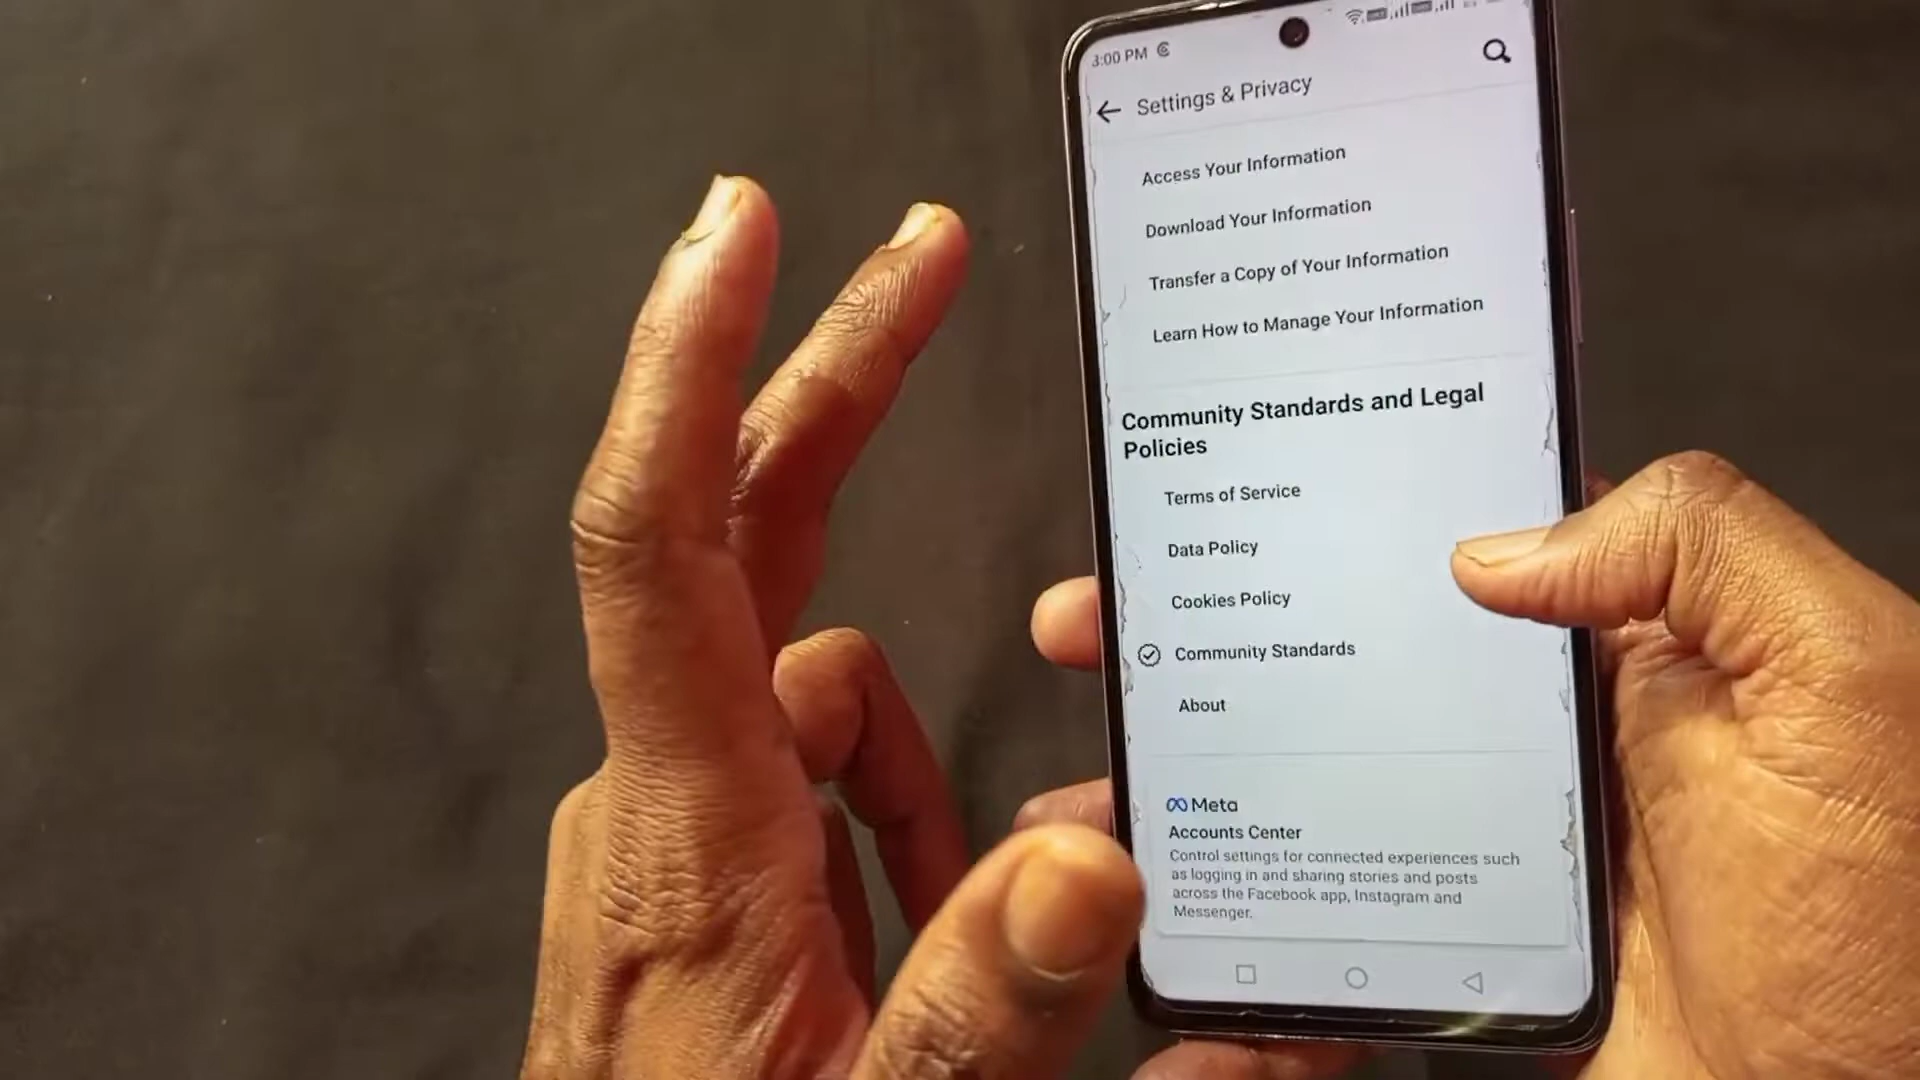 3:00 PM
Settings & Privacy
Access Your Information
Download Your Information
Transfer a Copy of Your Information
Learn How to Manage Your Information
Community Standards and Legal
Policies
Terms of Service
Data Policy
Cookies Policy
Community Standards
About
Meta
Accounts Center
Control settings for connected experiences such
as logging in and sharing stories and posts
across the Facebook app, Instagram and
Messenger.